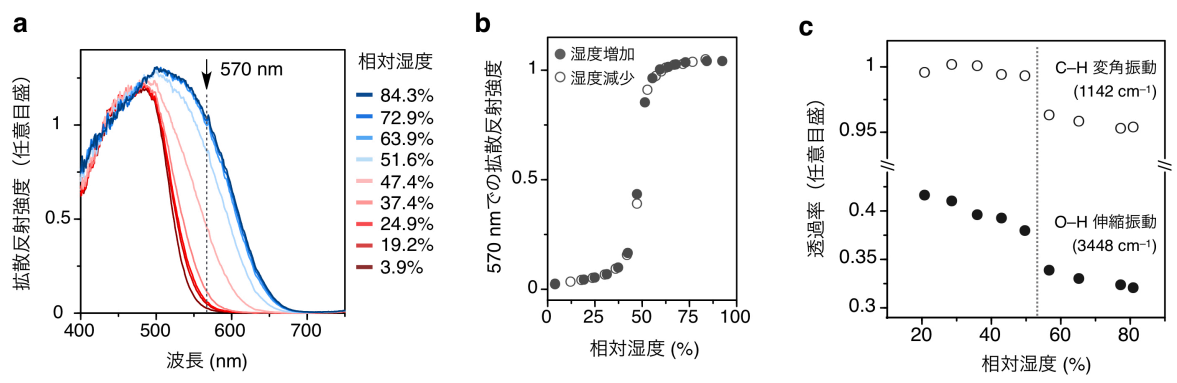 a
拡散反射強度（任意目盛）
1
0.5
0
400
500
600
700
波長 (nm)
570 nm
相対湿度
84.3%
72.9%
63.9%
51.6%
47.4%
37.4%
24.9%
19.2%
3.9%
b
570 nmでの拡散反射強度
1
0.5
0
0
25
50
75
100
相対湿度 (%)
湿度増加
湿度減少
c
透過率（任意目盛）
1
0.95
0.4
0.35
0.3
20
40
60
80
相対湿度 (%)
C–H 変角振動
(1142 cm⁻¹)
O–H 伸縮振動
(3448 cm⁻¹)